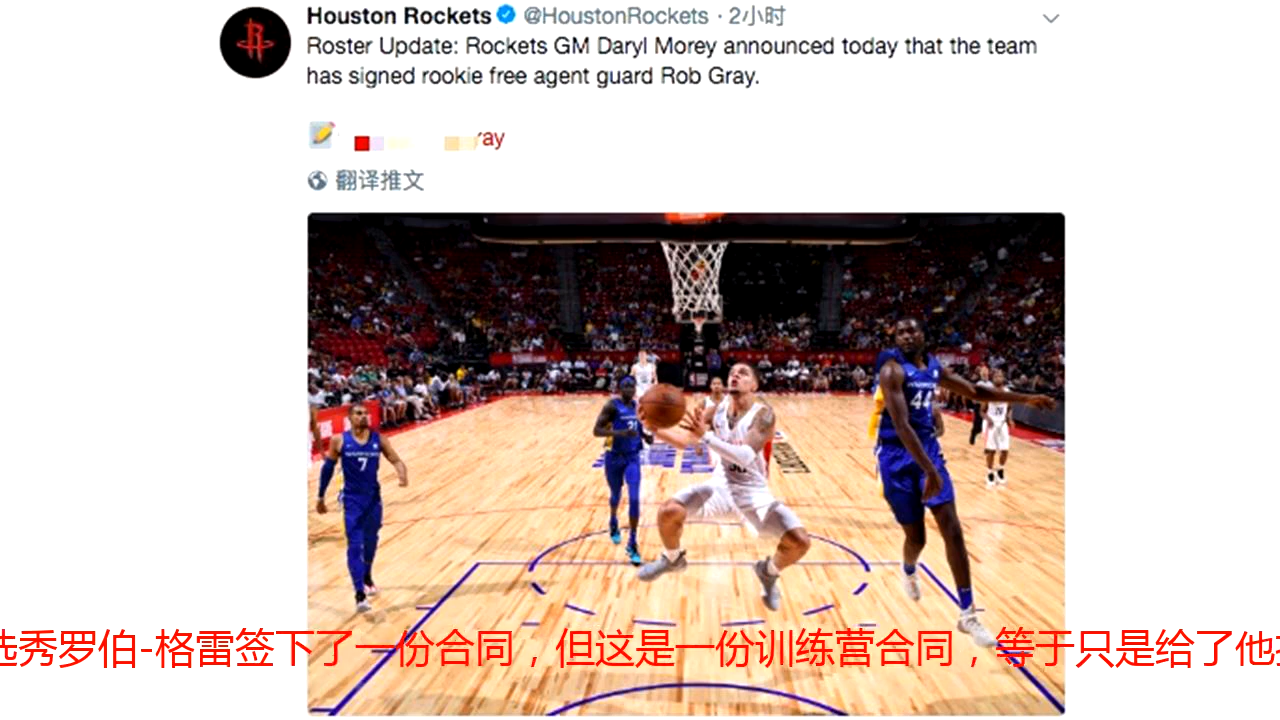 Houston Rockets @HoustonRockets · 2小时
Roster Update: Rockets GM Daryl Morey announced today that the team
has signed rookie free agent guard Rob Gray.
ay
翻译推文
7
44
选秀罗伯-格雷签下了一份合同，但这是一份训练营合同，等于只是给了他